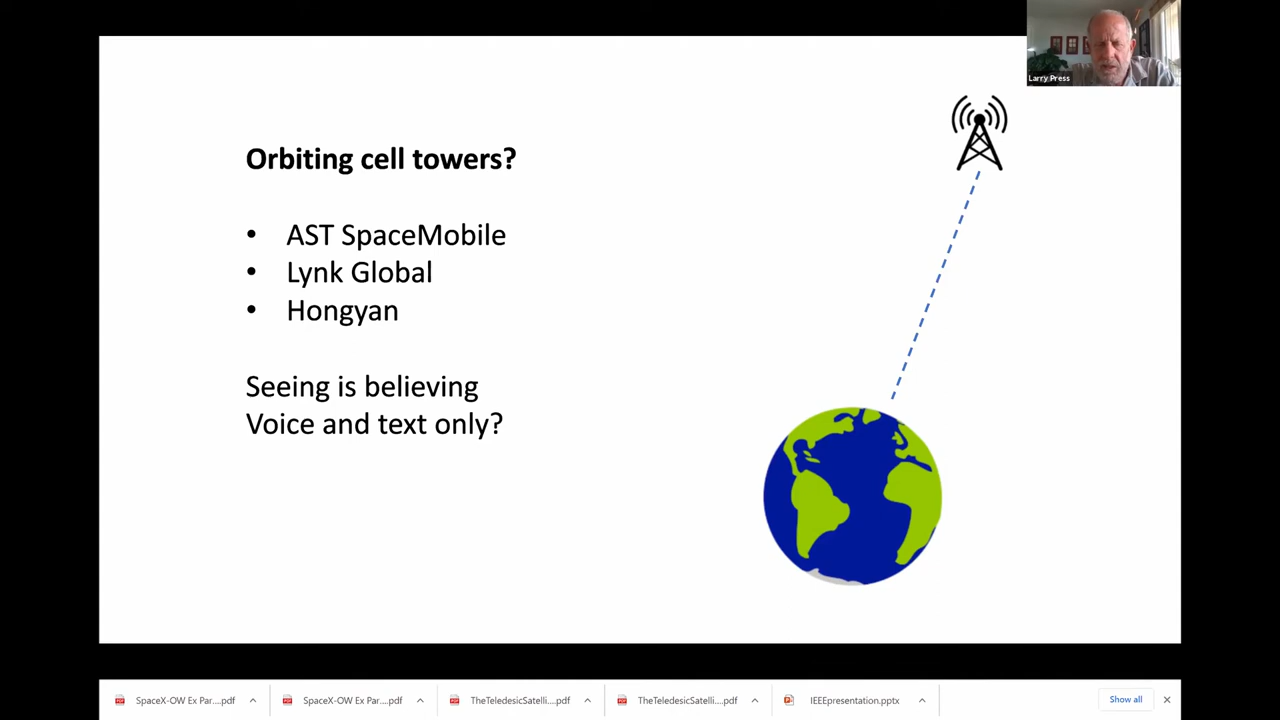 Larry Press
Orbiting cell towers?
• AST SpaceMobile
• Lynk Global
• Hongyan
Seeing is believing
Voice and text only?
SpaceX-OW Ex Par....pdf
SpaceX-OW Ex Par....pdf
TheTeledesicSatelli....pdf
TheTeledesicSatelli....pdf
IEEEpresentation.pptx
Show all